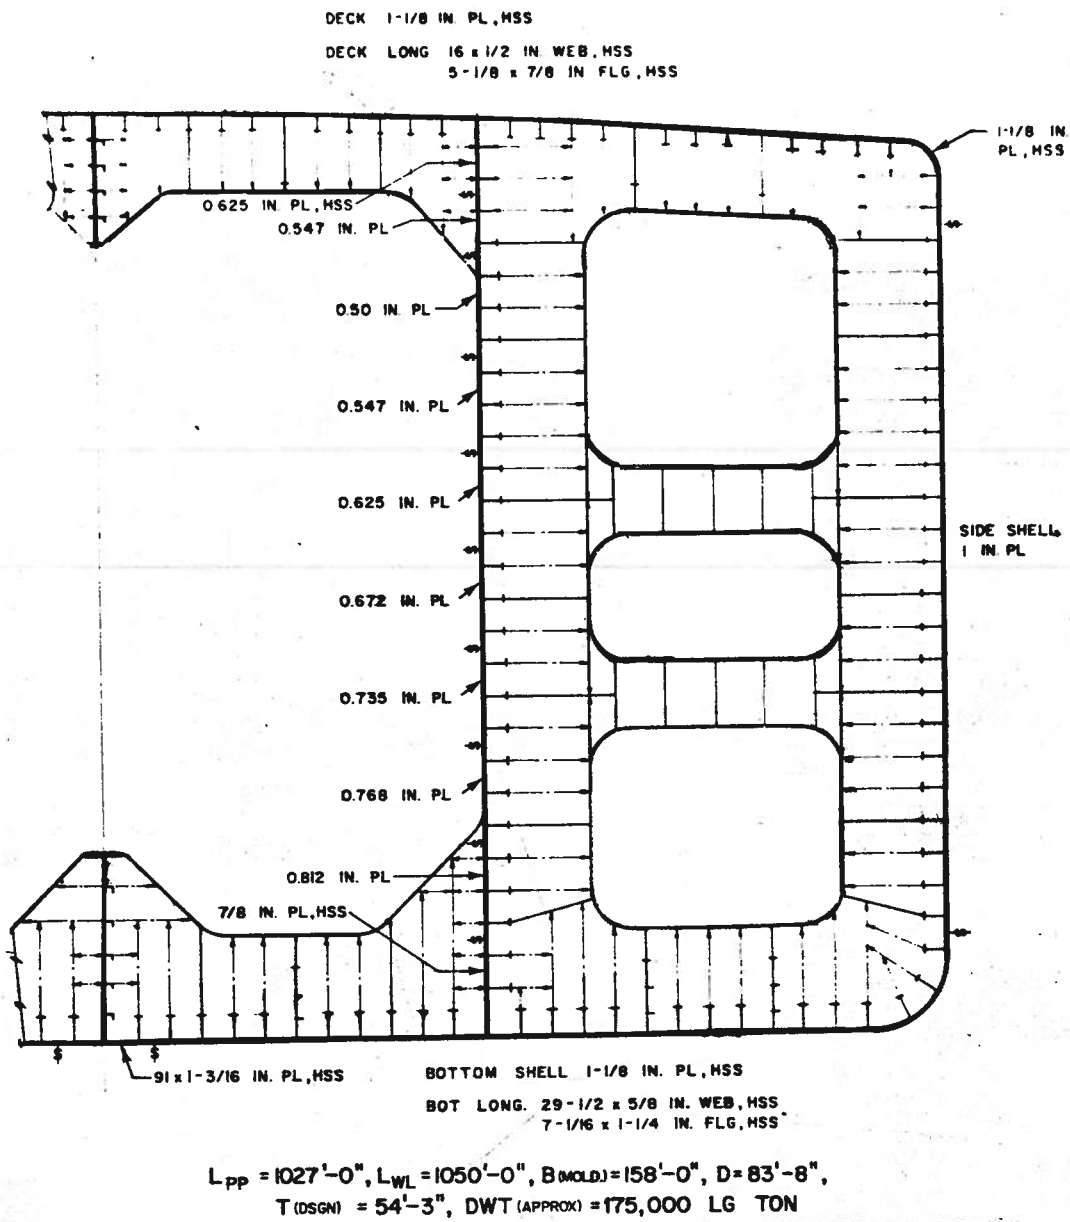 DECK 1-1/8 IN. PL,HSS
DECK LONG 16 x 1/2 IN. WEB,HSS
5-1/8 x 7/8 IN FLG,HSS
1-1/8 IN.
PL,HSS
0.625 IN. PL,HSS
0.547 IN. PL
0.50 IN. PL
0.547 IN. PL
0.625 IN. PL
SIDE SHELL
1 IN. PL
0.672 IN. PL
0.735 IN. PL
0.768 IN. PL
0.812 IN. PL
7/8 IN. PL,HSS
91 x 1-3/16 IN. PL,HSS
BOTTOM SHELL 1-1/8 IN. PL,HSS
BOT LONG. 29-1/2 x 5/8 IN. WEB,HSS
7-1/16 x 1-1/4 IN. FLG,HSS
LPP = 1027'-0", LWL = 1050'-0", B(MOLD.) = 158'-0", D = 83'-8",
T(DSGN) = 54'-3", DWT(APPROX) = 175,000 LG TON